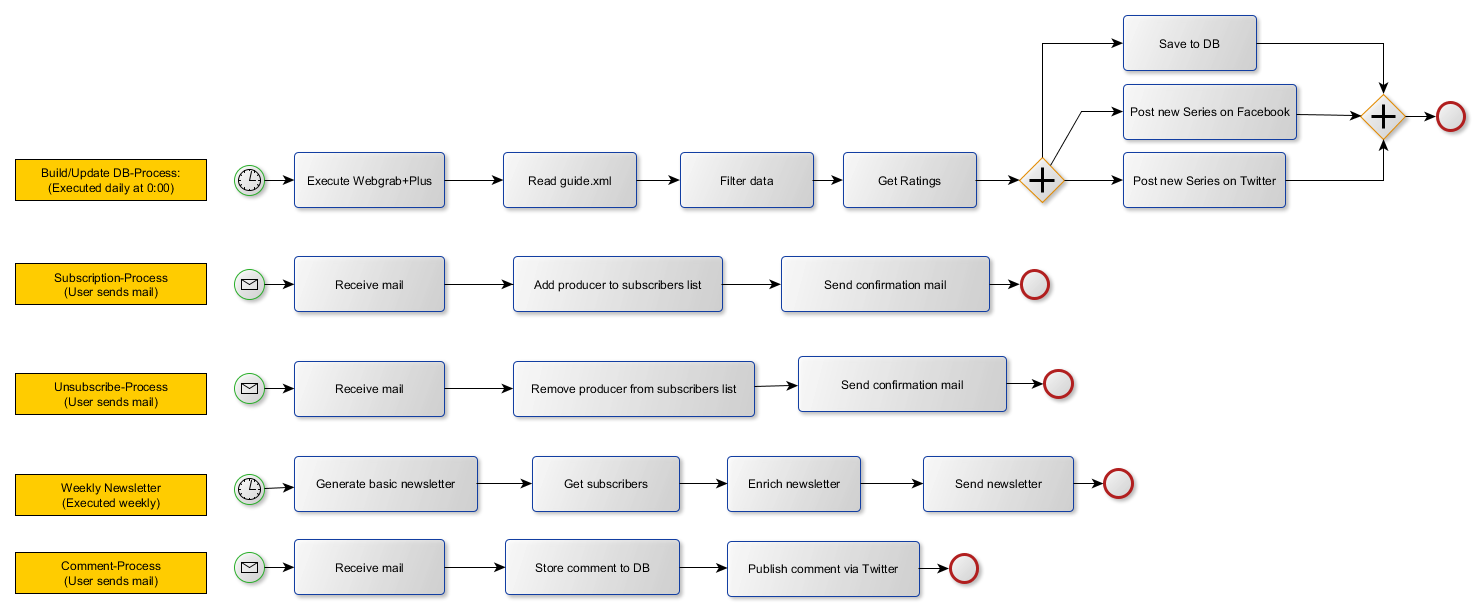 Save to DB
Post new Series on Facebook
Build/Update DB-Process:
(Executed daily at 0:00)
Execute Webgrab+Plus
Read guide.xml
Filter data
Get Ratings
Post new Series on Twitter
Subscription-Process
(User sends mail)
Receive mail
Add producer to subscribers list
Send confirmation mail
Unsubscribe-Process
(User sends mail)
Receive mail
Remove producer from subscribers list
Send confirmation mail
Weekly Newsletter
(Executed weekly)
Generate basic newsletter
Get subscribers
Enrich newsletter
Send newsletter
Comment-Process
(User sends mail)
Receive mail
Store comment to DB
Publish comment via Twitter